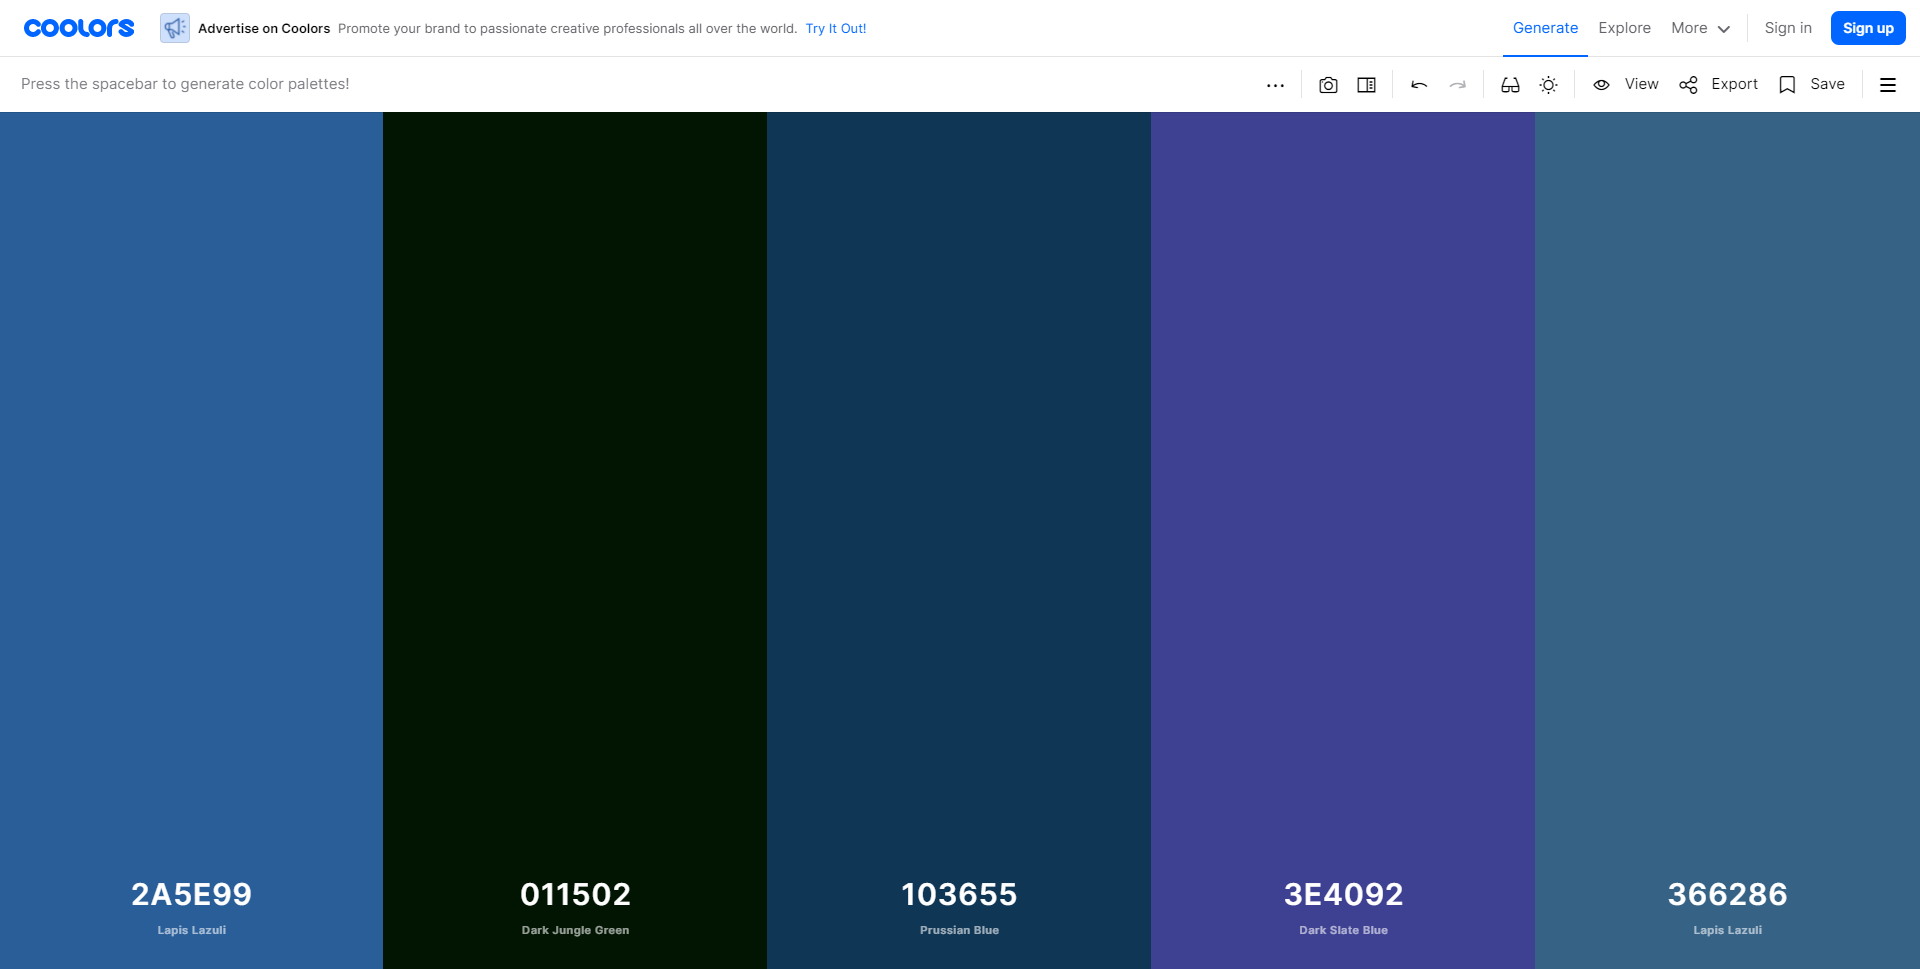 coolors
Advertise on Coolors Promote your brand to passionate creative professionals all over the world. Try It Out!
Generate Explore More Sign in Sign up
Press the spacebar to generate color palettes!
View Export Save
2A5E99
Lapis Lazuli
011502
Dark Jungle Green
103655
Prussian Blue
3E4092
Dark Slate Blue
366286
Lapis Lazuli